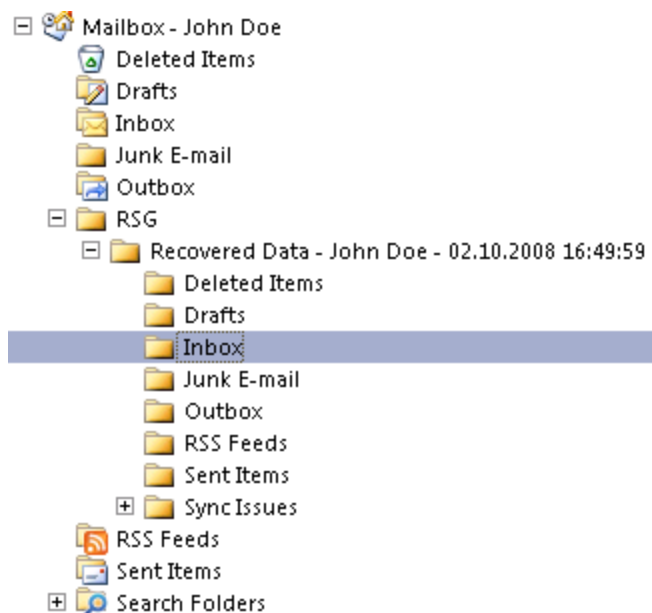 Mailbox - John Doe
Deleted Items
Drafts
Inbox
Junk E-mail
Outbox
RSG
Recovered Data - John Doe - 02.10.2008 16:49:59
Deleted Items
Drafts
Inbox
Junk E-mail
Outbox
RSS Feeds
Sent Items
Sync Issues
RSS Feeds
Sent Items
Search Folders